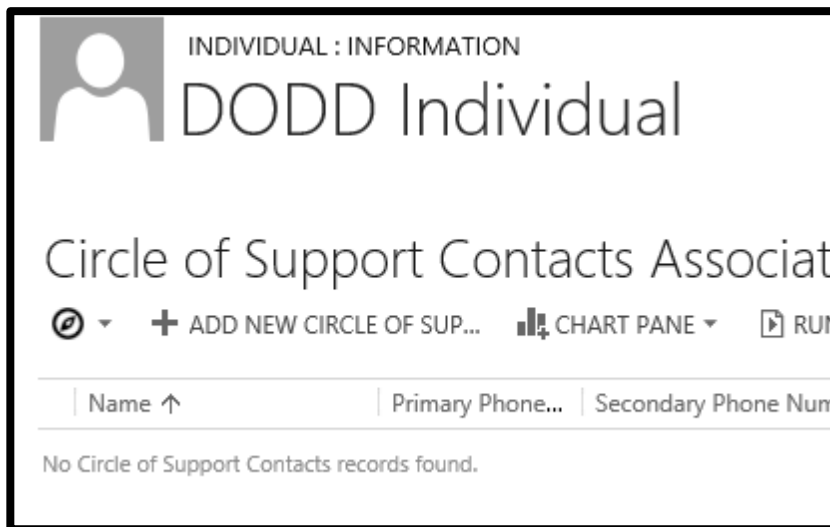 INDIVIDUAL : INFORMATION
DODD Individual
Circle of Support Contacts Associat
ADD NEW CIRCLE OF SUP... CHART PANE RUN
Name ↑ Primary Phone... Secondary Phone Num
No Circle of Support Contacts records found.